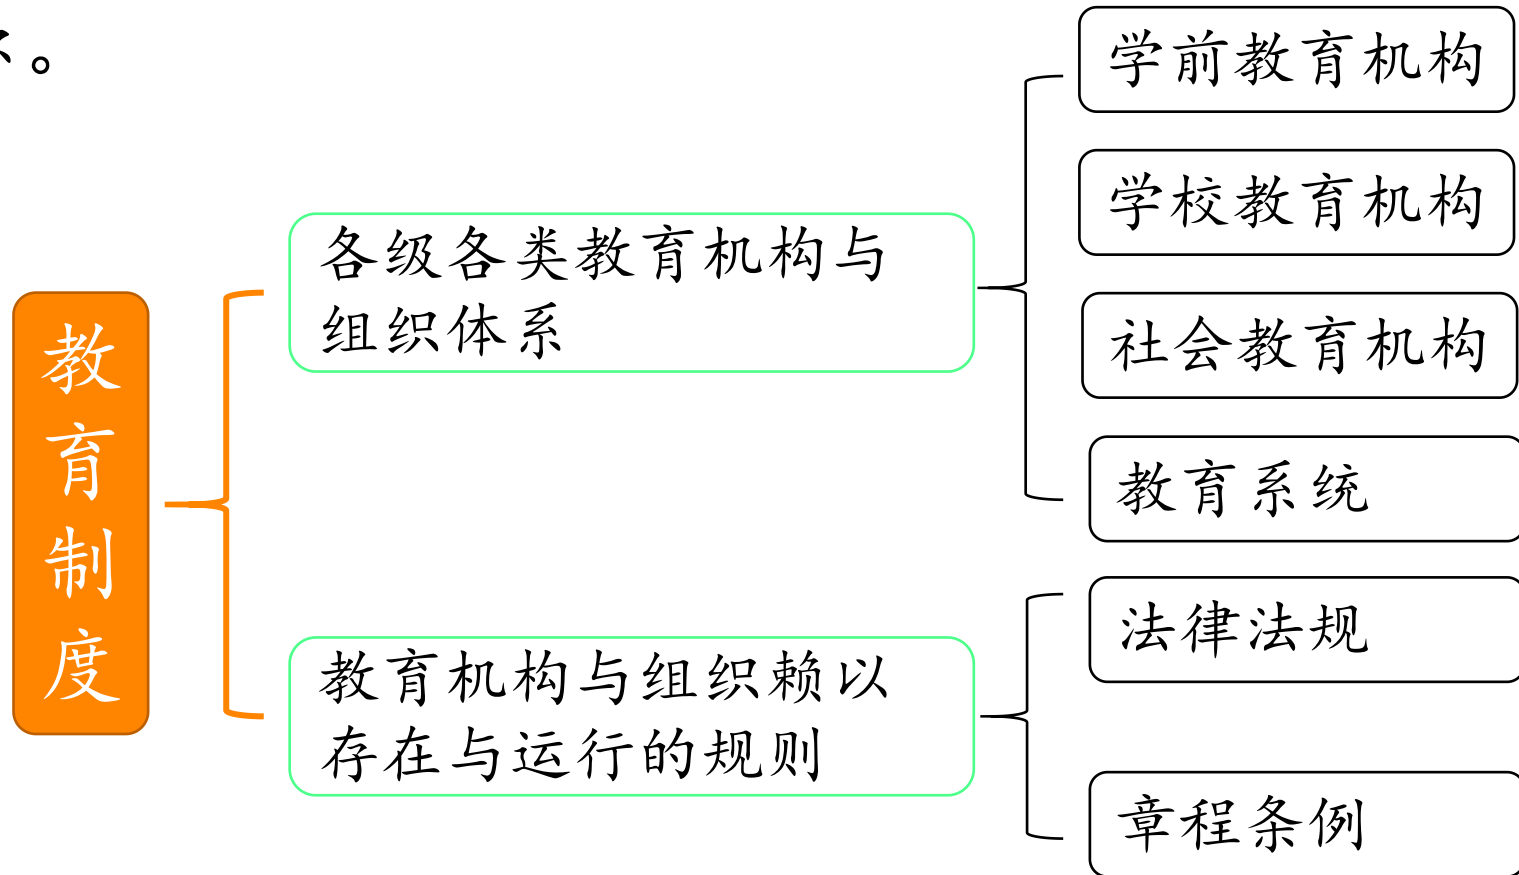 。
教育制度
各级各类教育机构与
组织体系
学前教育机构
学校教育机构
社会教育机构
教育系统
教育机构与组织赖以
存在与运行的规则
法律法规
章程条例